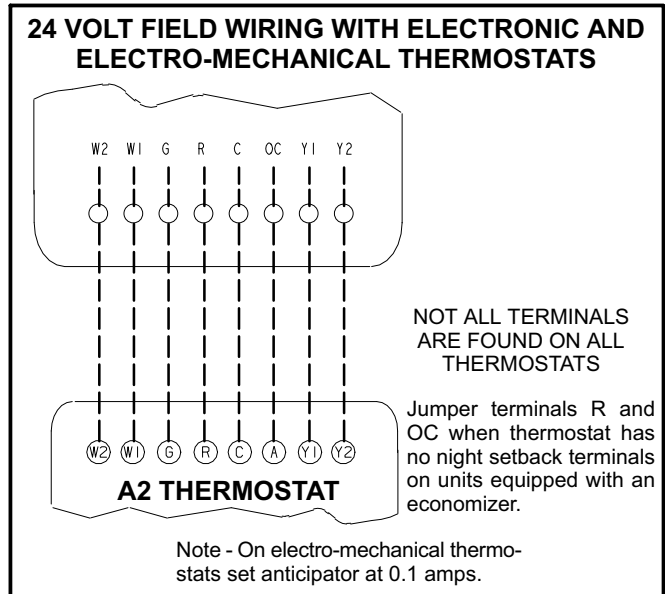 24 VOLT FIELD WIRING WITH ELECTRONIC AND
ELECTRO-MECHANICAL THERMOSTATS
W2 W1 G R C OC Y1 Y2
NOT ALL TERMINALS
ARE FOUND ON ALL
THERMOSTATS
Jumper terminals R and
OC when thermostat has
no night setback terminals
on units equipped with an
economizer.
W2 W1 G R C A Y1 Y2
A2 THERMOSTAT
Note - On electro-mechanical thermo-
stats set anticipator at 0.1 amps.